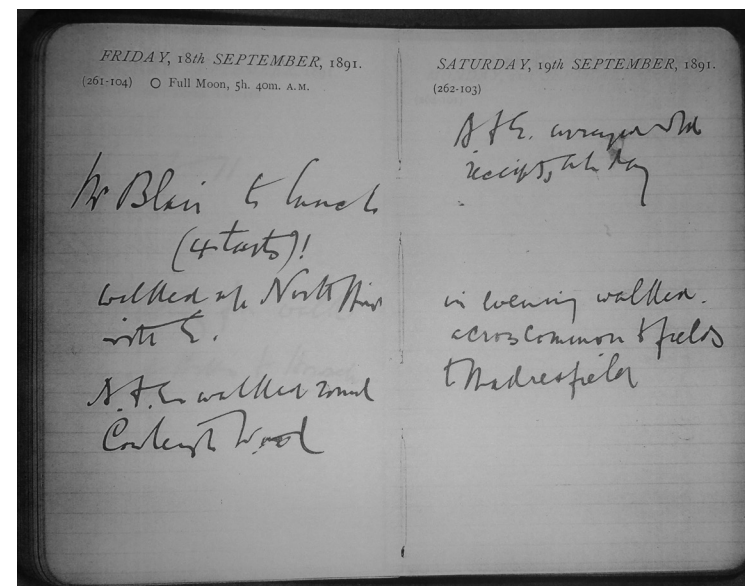 FRIDAY, 18th SEPTEMBER, 1891.
(261-104) O Full Moon, 5h. 40m. A.M.
Mr Blair to lunch
(4 tarts)!
walked up North Hill
with E.
A. & E. walked round
Cowleigh Wood
SATURDAY, 19th SEPTEMBER, 1891.
(262-103)
A & E. arranged old
receipts, all day
in evening walked.
across common & fields
to Madresfield